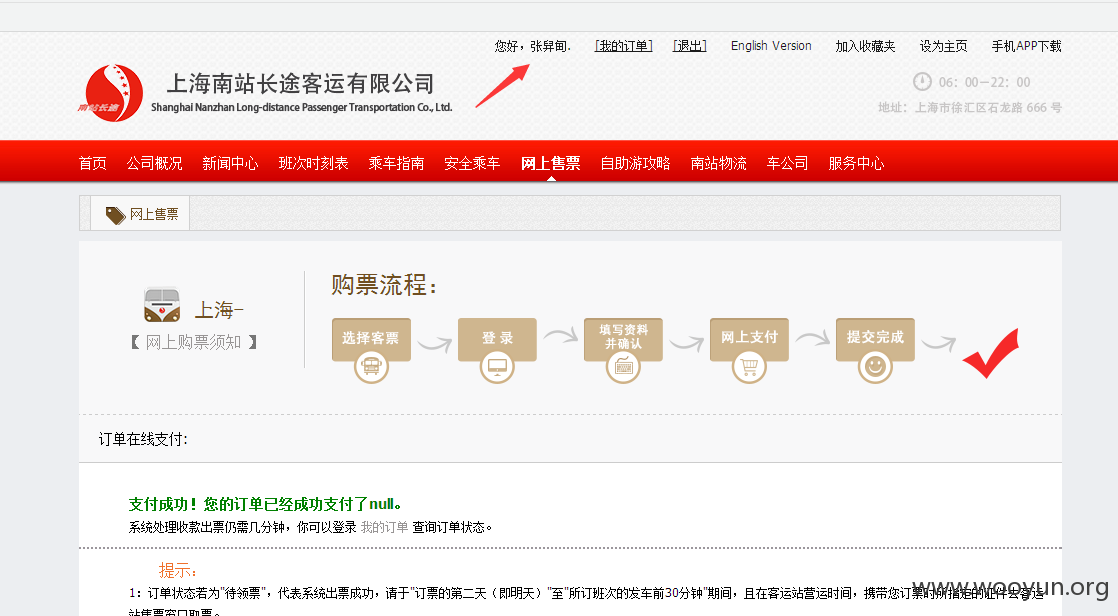 您好，张舁甸. [我的订单] [退出] English Version 加入收藏夹 设为主页 手机APP下载
上海南站长途客运有限公司
Shanghai Nanzhan Long-distance Passenger Transportation Co., Ltd.
南站长途
06：00—22：00
地址：上海市徐汇区石龙路 666 号
首页 公司概况 新闻中心 班次时刻表 乘车指南 安全乘车 网上售票 自助游攻略 南站物流 车公司 服务中心
网上售票
上海-
【 网上购票须知 】
购票流程：
选择客票 登 录 填写资料并确认 网上支付 提交完成
订单在线支付:
支付成功！您的订单已经成功支付了null。
系统处理收款出票仍需几分钟，你可以登录 我的订单 查询订单状态。
提示：
1：订单状态若为"待领票"，代表系统出票成功，请于"订票的第二天（即明天）"至"所订班次的发车前30分钟"期间，且在客运站营运时间，携带您订票时所指定的证件去客运
站售票窗口取票。
www.wooyun.org